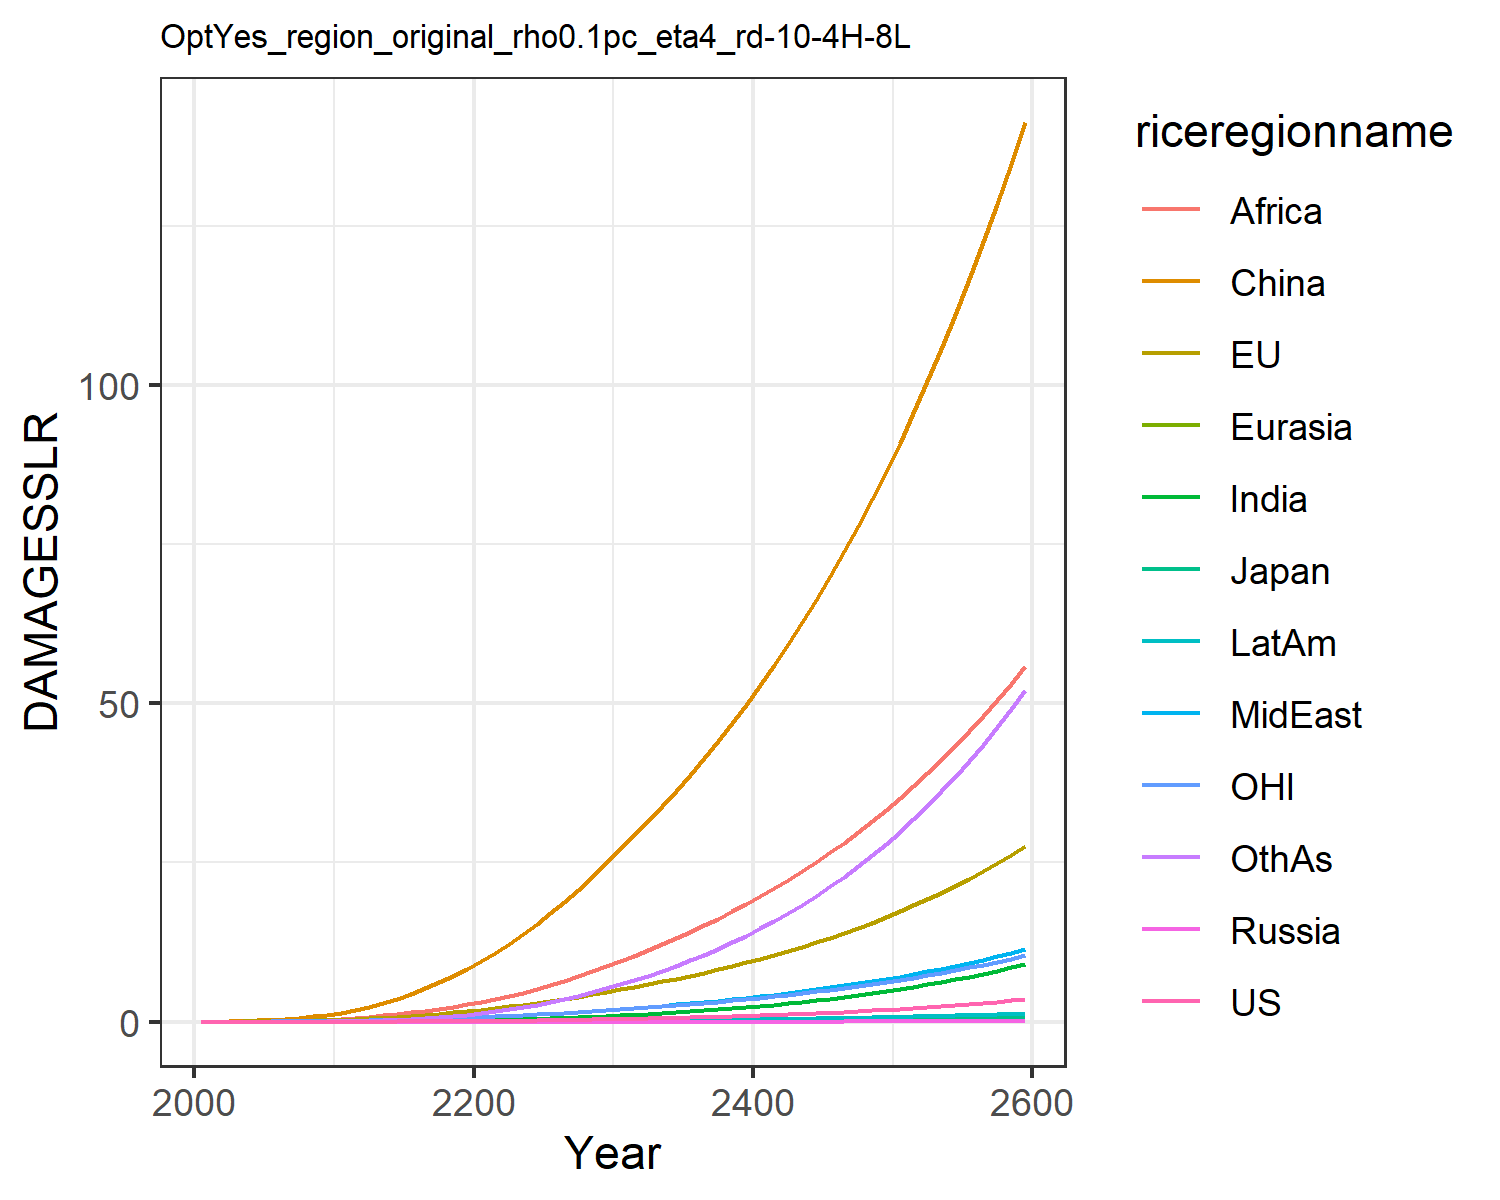 OptYes_region_original_rho0.1pc_eta4_rd-10-4H-8L
DAMAGESSLR
100
50
0
2000
2200
2400
2600
Year
riceregionname
Africa
China
EU
Eurasia
India
Japan
LatAm
MidEast
OHI
OthAs
Russia
US